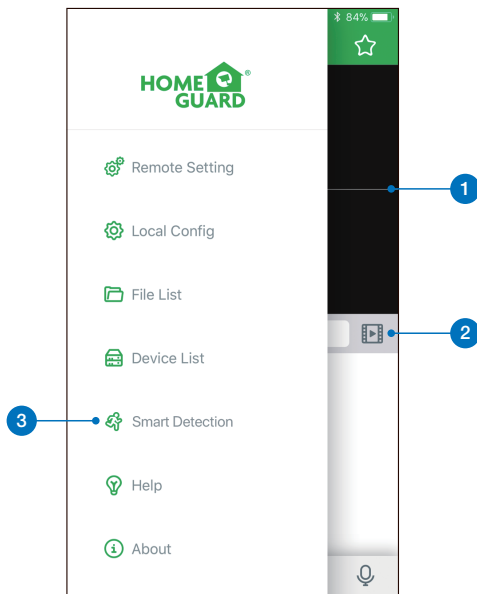 84%
HOME
GUARD
®
Remote Setting
1
Local Config
File List
2
Device List
3
Smart Detection
Help
About